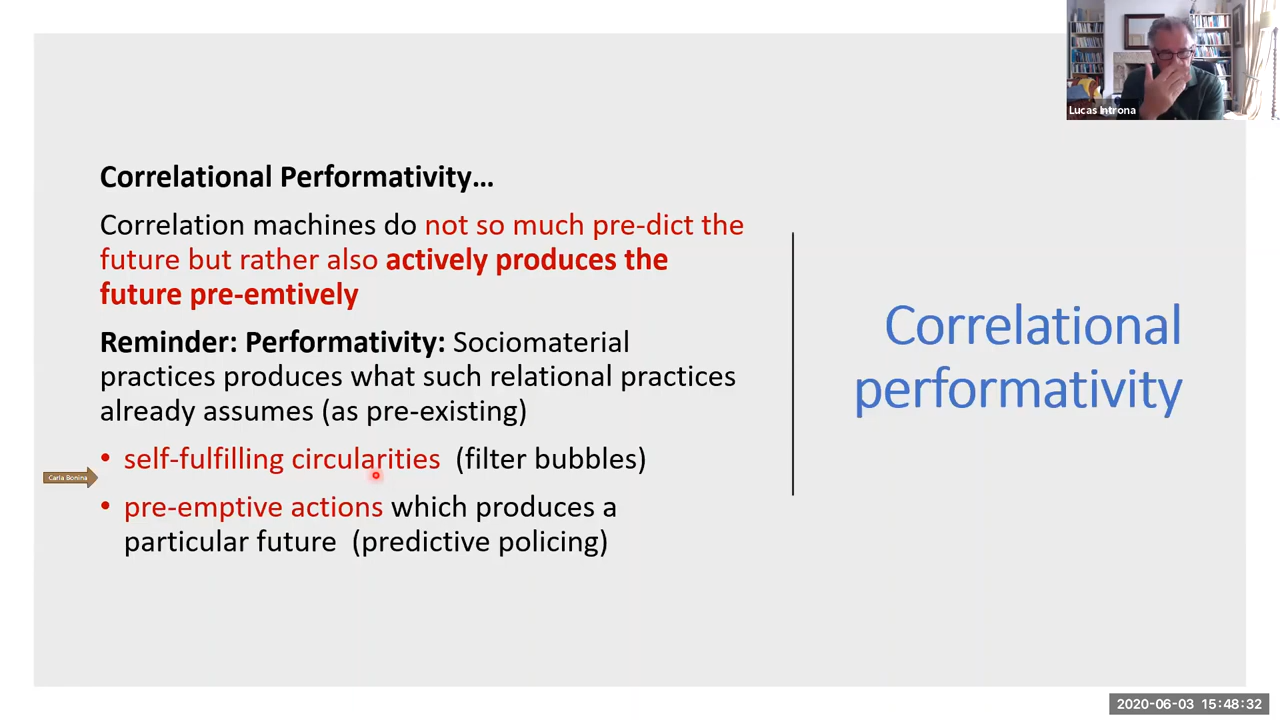 Lucas Introna
Correlational Performativity...
Correlation machines do not so much pre-dict the
future but rather also actively produces the
future pre-emtively
Reminder: Performativity: Sociomaterial
practices produces what such relational practices
already assumes (as pre-existing)
• self-fulfilling circularities (filter bubbles)
Carla Bonina
• pre-emptive actions which produces a
particular future (predictive policing)
Correlational
performativity
2020-06-03 15:48:32